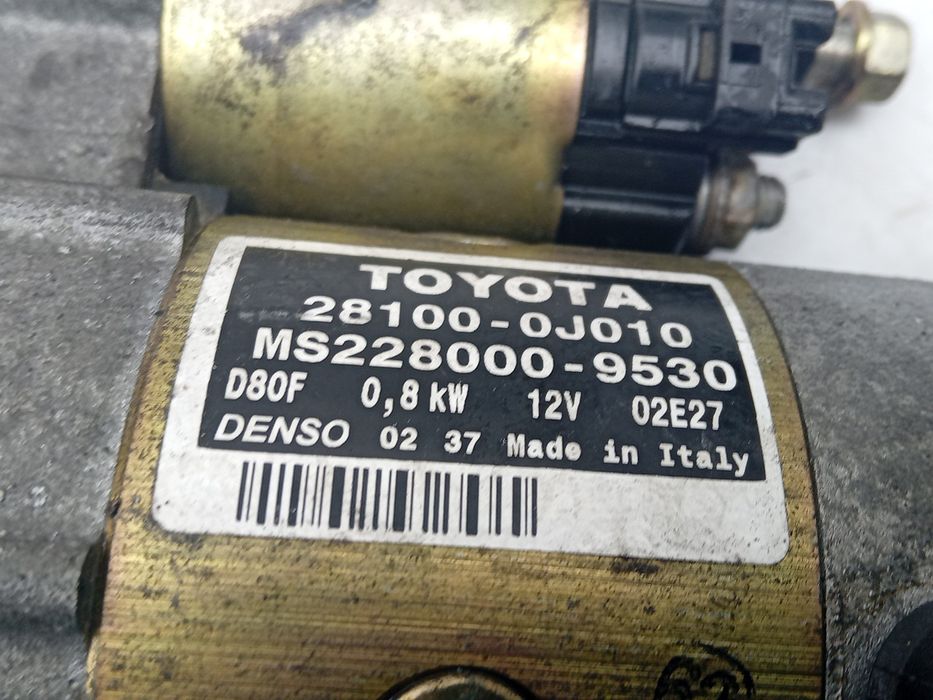 TOYOTA
28100-0J010
MS228000-9530
D80F 0,8 kW 12V 02E27
DENSO 02 37 Made in Italy